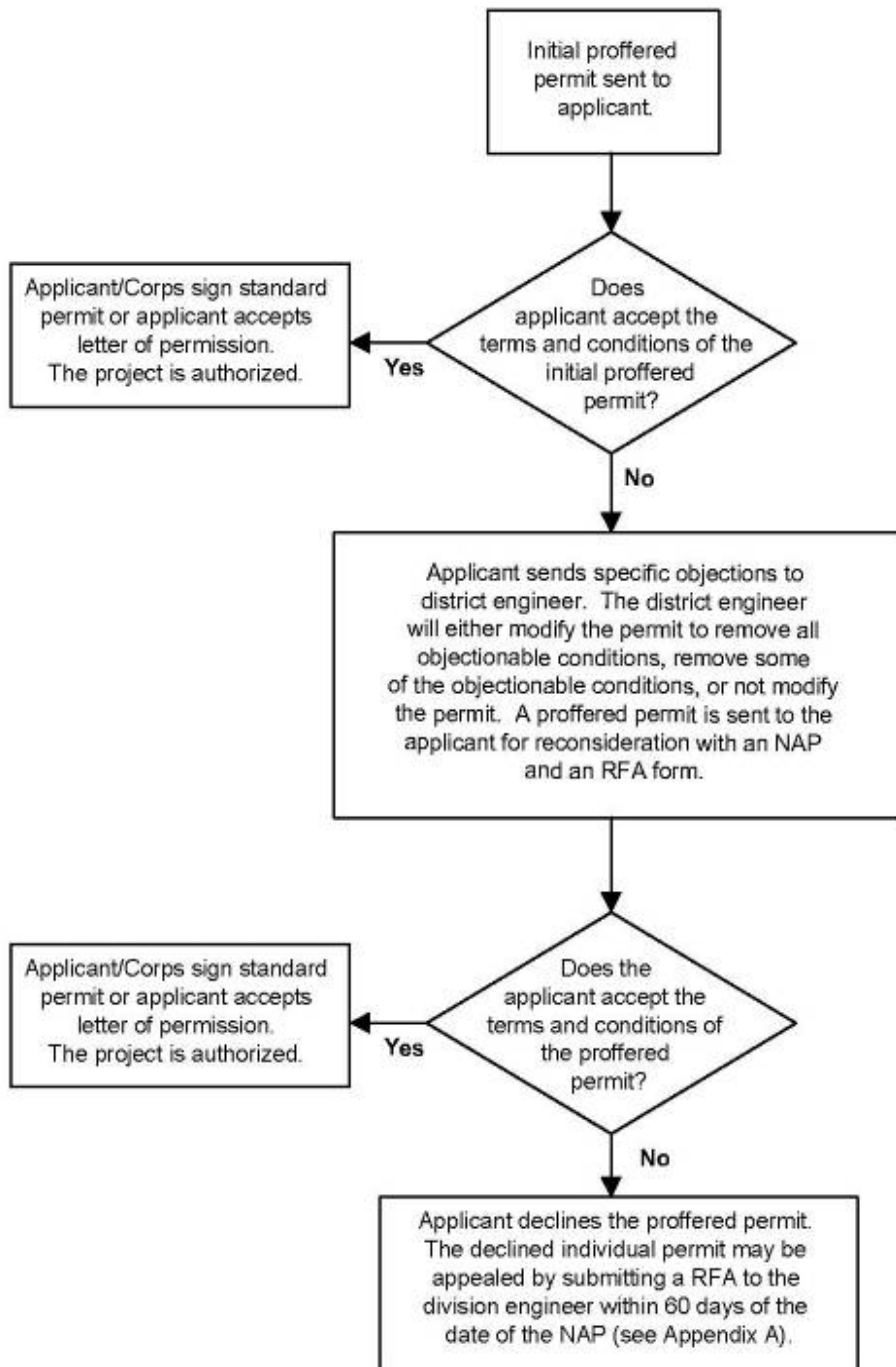 Initial proffered
permit sent to
applicant.
Does
applicant accept the
terms and conditions of the
initial proffered
permit?
Yes
Applicant/Corps sign standard
permit or applicant accepts
letter of permission.
The project is authorized.
No
Applicant sends specific objections to
district engineer. The district engineer
will either modify the permit to remove all
objectionable conditions, remove some
of the objectionable conditions, or not modify
the permit. A proffered permit is sent to the
applicant for reconsideration with an NAP
and an RFA form.
Does the
applicant accept the
terms and conditions of
the proffered
permit?
Yes
Applicant/Corps sign standard
permit or applicant accepts
letter of permission.
The project is authorized.
No
Applicant declines the proffered permit.
The declined individual permit may be
appealed by submitting a RFA to the
division engineer within 60 days of the
date of the NAP (see Appendix A).